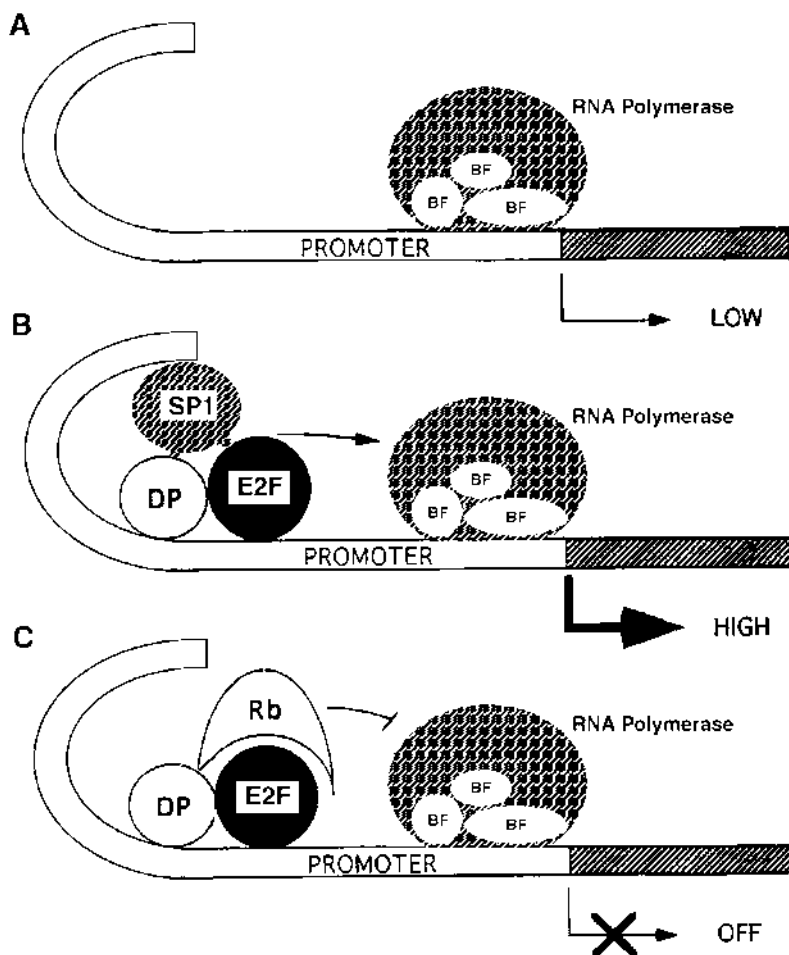 A
RNA Polymerase
BF
BF
BF
PROMOTER
LOW
B
SP1
RNA Polymerase
DP
E2F
BF
BF
BF
PROMOTER
HIGH
C
Rb
RNA Polymerase
DP
E2F
BF
BF
BF
PROMOTER
OFF